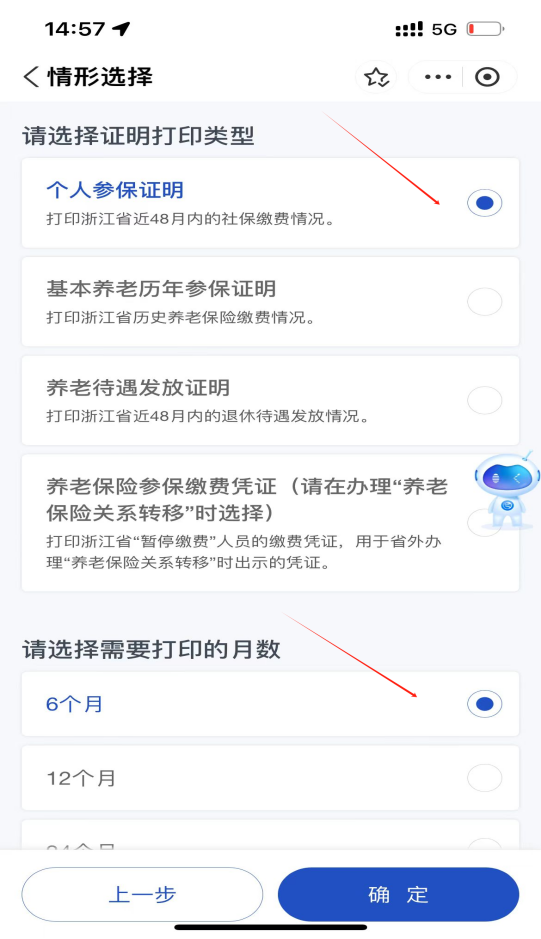 14:57
5G
情形选择
请选择证明打印类型
个人参保证明
打印浙江省近48月内的社保缴费情况。
基本养老历年参保证明
打印浙江省历史养老保险缴费情况。
养老待遇发放证明
打印浙江省近48月内的退休待遇发放情况。
养老保险参保缴费凭证（请在办理“养老
保险关系转移”时选择）
打印浙江省“暂停缴费”人员的缴费凭证，用于省外办
理“养老保险关系转移”时出示的凭证。
请选择需要打印的月数
6个月
12个月
24个月
上一步
确 定